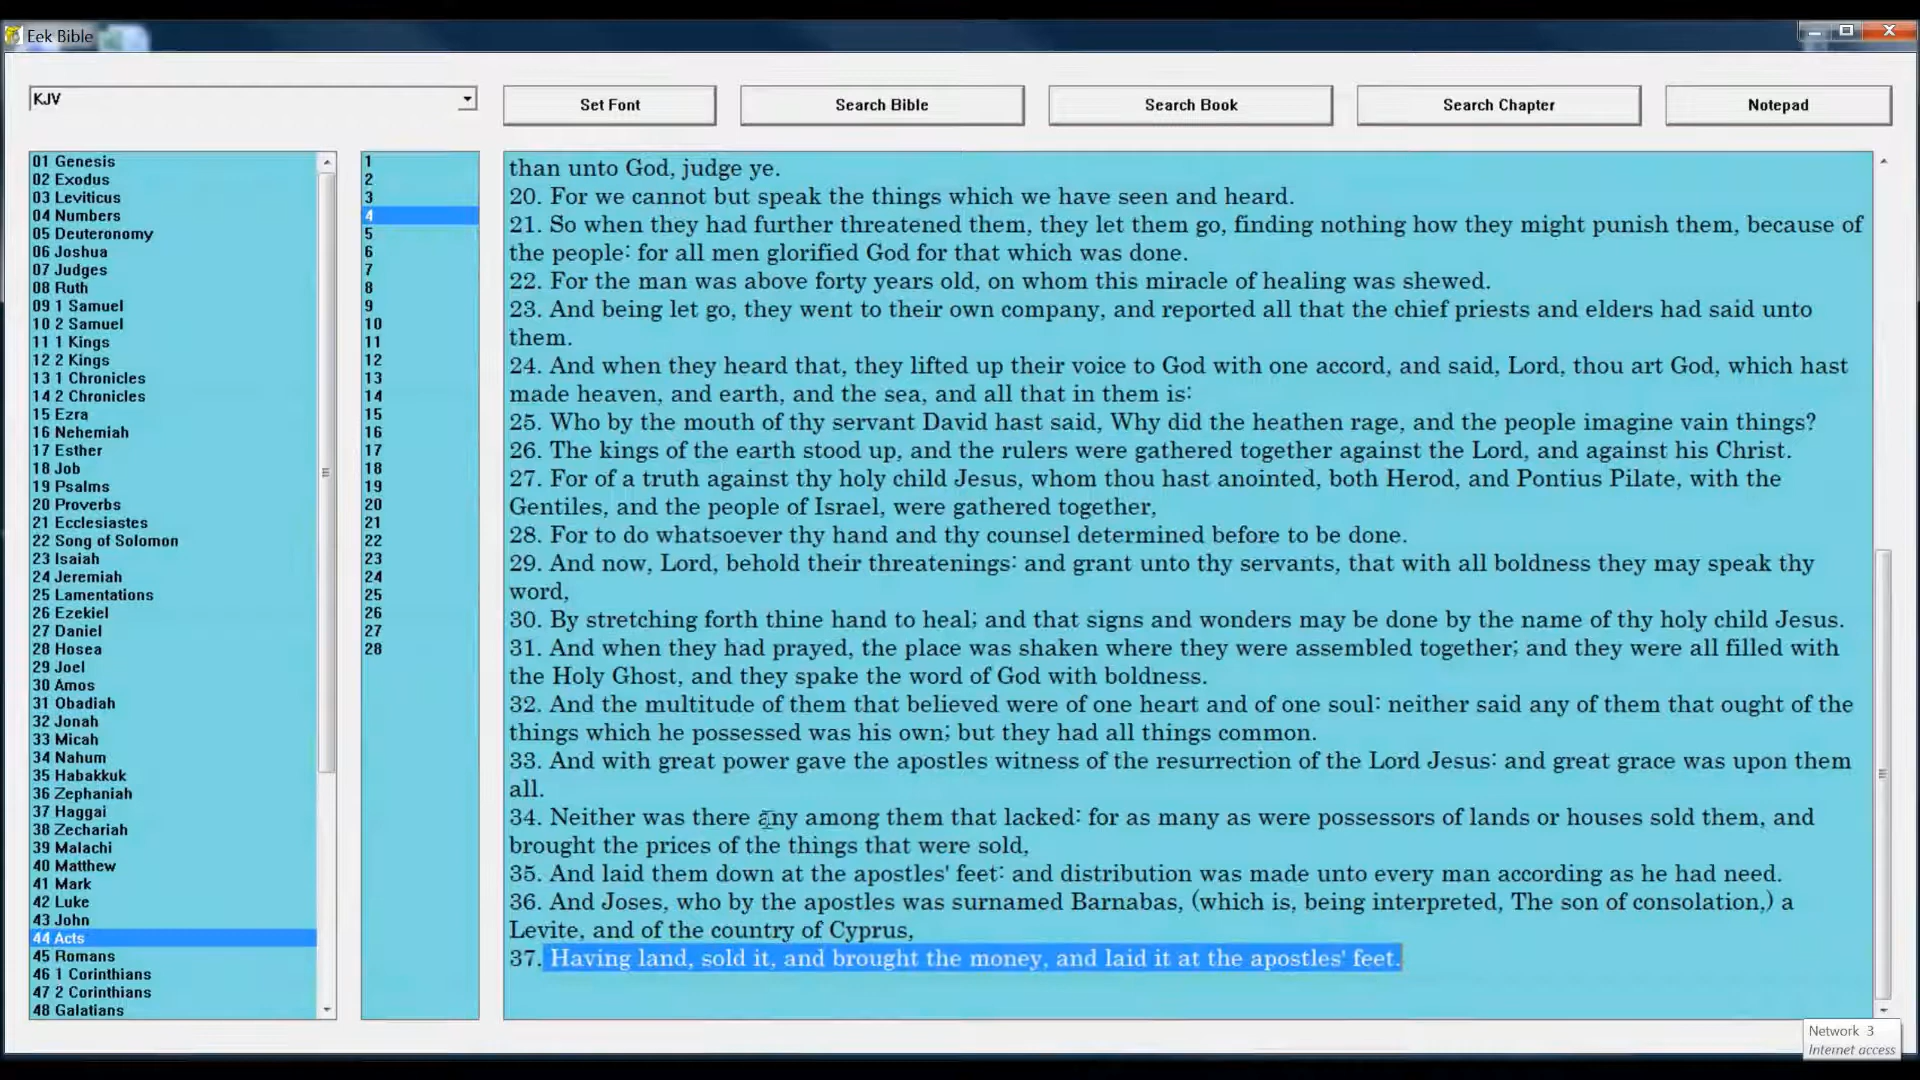 Eek Bible
KJV
Set Font
Search Bible
Search Book
Search Chapter
Notepad
01 Genesis
02 Exodus
03 Leviticus
04 Numbers
05 Deuteronomy
06 Joshua
07 Judges
08 Ruth
09 1 Samuel
10 2 Samuel
11 1 Kings
12 2 Kings
13 1 Chronicles
14 2 Chronicles
15 Ezra
16 Nehemiah
17 Esther
18 Job
19 Psalms
20 Proverbs
21 Ecclesiastes
22 Song of Solomon
23 Isaiah
24 Jeremiah
25 Lamentations
26 Ezekiel
27 Daniel
28 Hosea
29 Joel
30 Amos
31 Obadiah
32 Jonah
33 Micah
34 Nahum
35 Habakkuk
36 Zephaniah
37 Haggai
38 Zechariah
39 Malachi
40 Matthew
41 Mark
42 Luke
43 John
44 Acts
45 Romans
46 1 Corinthians
47 2 Corinthians
48 Galatians
1
2
3
4
5
6
7
8
9
10
11
12
13
14
15
16
17
18
19
20
21
22
23
24
25
26
27
28
than unto God, judge ye.
20. For we cannot but speak the things which we have seen and heard.
21. So when they had further threatened them, they let them go, finding nothing how they might punish them, because of
the people: for all men glorified God for that which was done.
22. For the man was above forty years old, on whom this miracle of healing was shewed.
23. And being let go, they went to their own company, and reported all that the chief priests and elders had said unto
them.
24. And when they heard that, they lifted up their voice to God with one accord, and said, Lord, thou art God, which hast
made heaven, and earth, and the sea, and all that in them is:
25. Who by the mouth of thy servant David hast said, Why did the heathen rage, and the people imagine vain things?
26. The kings of the earth stood up, and the rulers were gathered together against the Lord, and against his Christ.
27. For of a truth against thy holy child Jesus, whom thou hast anointed, both Herod, and Pontius Pilate, with the
Gentiles, and the people of Israel, were gathered together,
28. For to do whatsoever thy hand and thy counsel determined before to be done.
29. And now, Lord, behold their threatenings: and grant unto thy servants, that with all boldness they may speak thy
word,
30. By stretching forth thine hand to heal; and that signs and wonders may be done by the name of thy holy child Jesus.
31. And when they had prayed, the place was shaken where they were assembled together; and they were all filled with
the Holy Ghost, and they spake the word of God with boldness.
32. And the multitude of them that believed were of one heart and of one soul: neither said any of them that ought of the
things which he possessed was his own; but they had all things common.
33. And with great power gave the apostles witness of the resurrection of the Lord Jesus: and great grace was upon them
all.
34. Neither was there any among them that lacked: for as many as were possessors of lands or houses sold them, and
brought the prices of the things that were sold,
35. And laid them down at the apostles' feet: and distribution was made unto every man according as he had need.
36. And Joses, who by the apostles was surnamed Barnabas, (which is, being interpreted, The son of consolation,) a
Levite, and of the country of Cyprus,
37. Having land, sold it, and brought the money, and laid it at the apostles' feet.
Network 3
Internet access